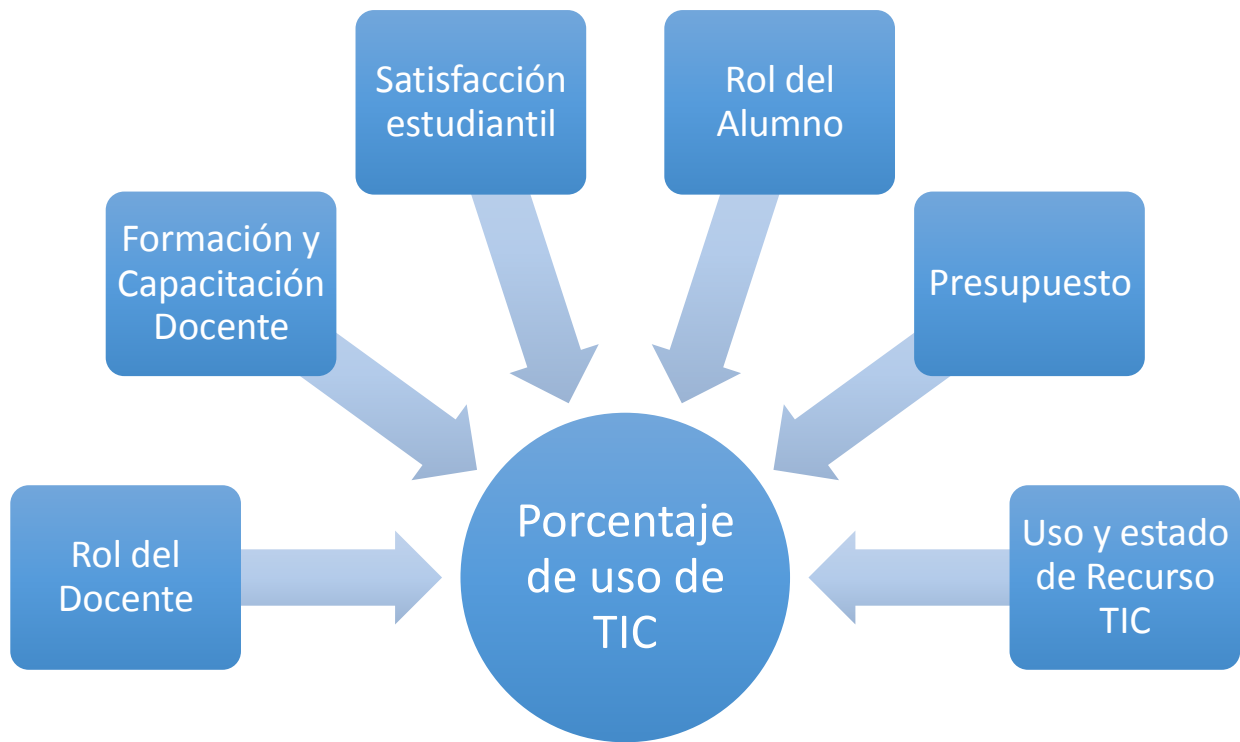 Satisfacción
estudiantil
Rol del
Alumno
Formación y
Capacitación
Docente
Presupuesto
Rol del
Docente
Porcentaje
de uso de
TIC
Uso y estado
de Recurso
TIC